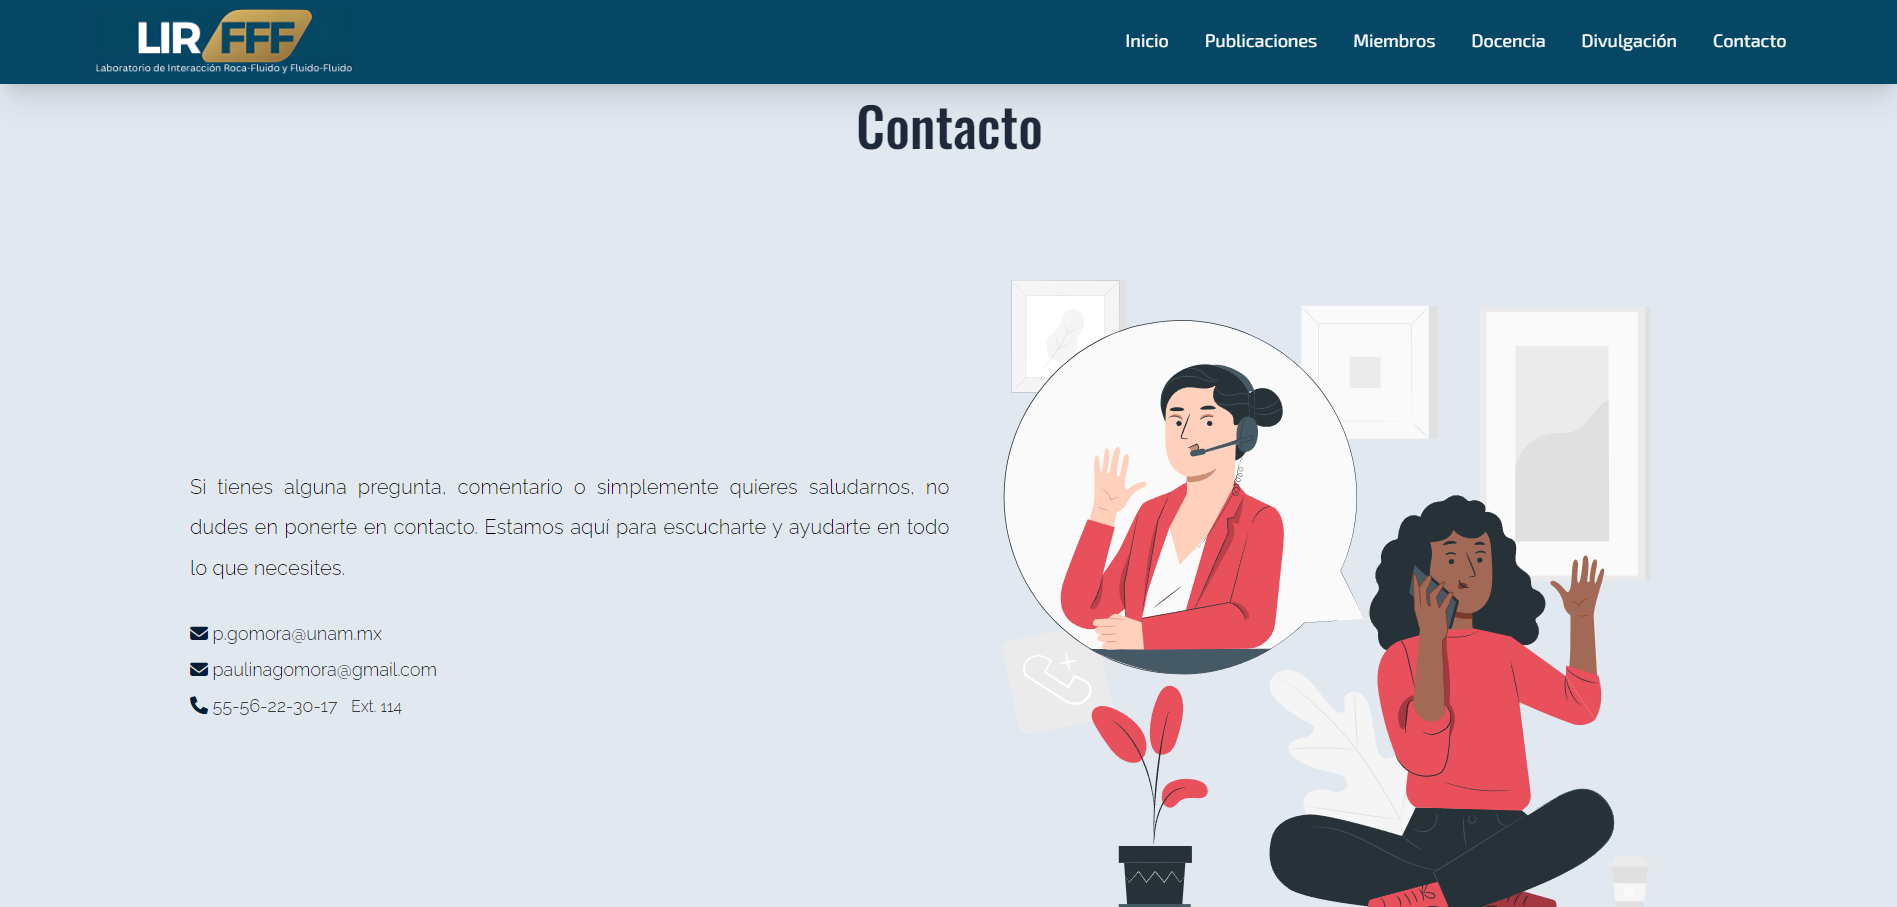 LIR FFF
Laboratorio de Interacción Roca-Fluido y Fluido-Fluido
Inicio Publicaciones Miembros Docencia Divulgación Contacto
Contacto
Si tienes alguna pregunta, comentario o simplemente quieres saludarnos, no
dudes en ponerte en contacto. Estamos aquí para escucharte y ayudarte en todo
lo que necesites.
p.gomora@unam.mx
paulinagomora@gmail.com
55-56-22-30-17 Ext. 114